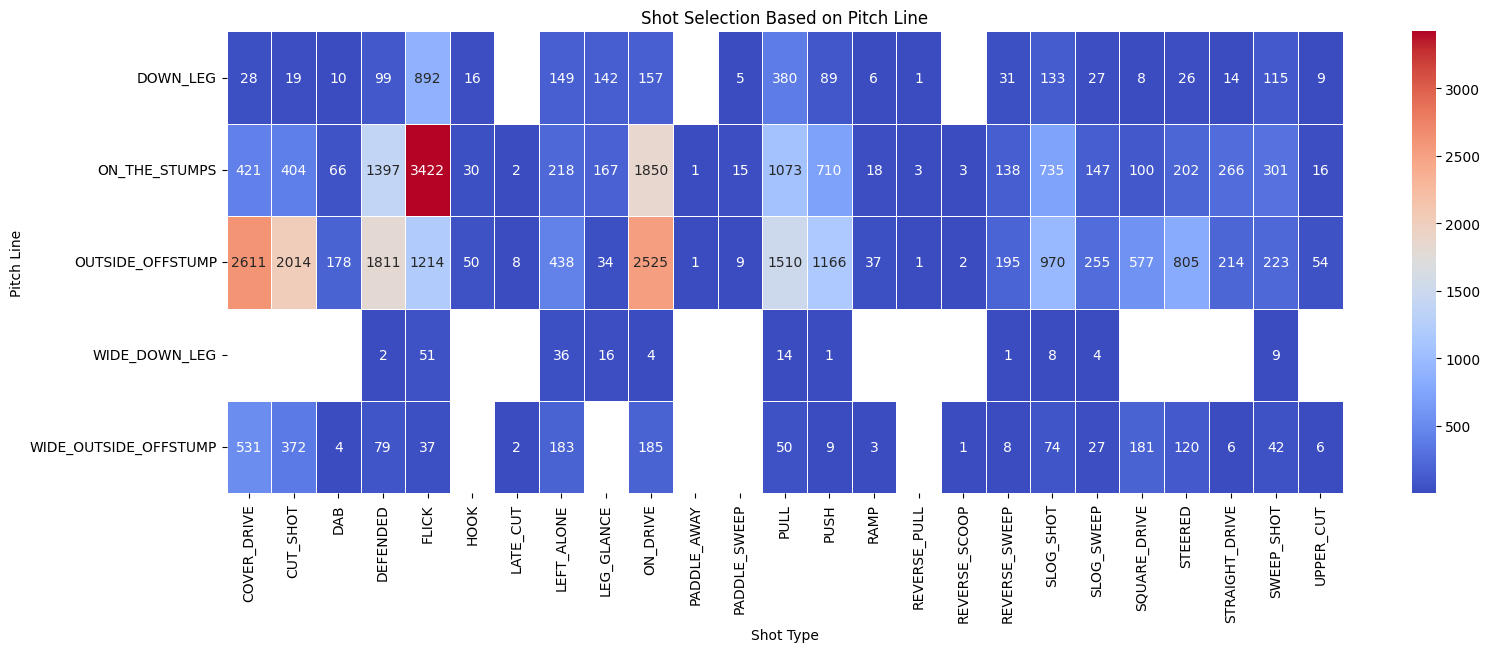 Shot Selection Based on Pitch Line
DOWN_LEG 28 19 10 99 892 16 149 142 157 5 380 89 6 1 31 133 27 8 26 14 115 9
ON_THE_STUMPS 421 404 66 1397 3422 30 2 218 167 1850 1 15 1073 710 18 3 3 138 735 147 100 202 266 301 16
OUTSIDE_OFFSTUMP 2611 2014 178 1811 1214 50 8 438 34 2525 1 9 1510 1166 37 1 2 195 970 255 577 805 214 223 54
WIDE_DOWN_LEG 2 51 36 16 4 14 1 1 8 4 9
WIDE_OUTSIDE_OFFSTUMP 531 372 4 79 37 2 183 185 50 9 3 1 8 74 27 181 120 6 42 6
Pitch Line
COVER_DRIVE
CUT_SHOT
DAB
DEFENDED
FLICK
HOOK
LATE_CUT
LEFT_ALONE
LEG_GLANCE
ON_DRIVE
PADDLE_AWAY
PADDLE_SWEEP
PULL
PUSH
RAMP
REVERSE_PULL
REVERSE_SCOOP
REVERSE_SWEEP
SLOG_SHOT
SLOG_SWEEP
SQUARE_DRIVE
STEERED
STRAIGHT_DRIVE
SWEEP_SHOT
UPPER_CUT
Shot Type
3000
2500
2000
1500
1000
500